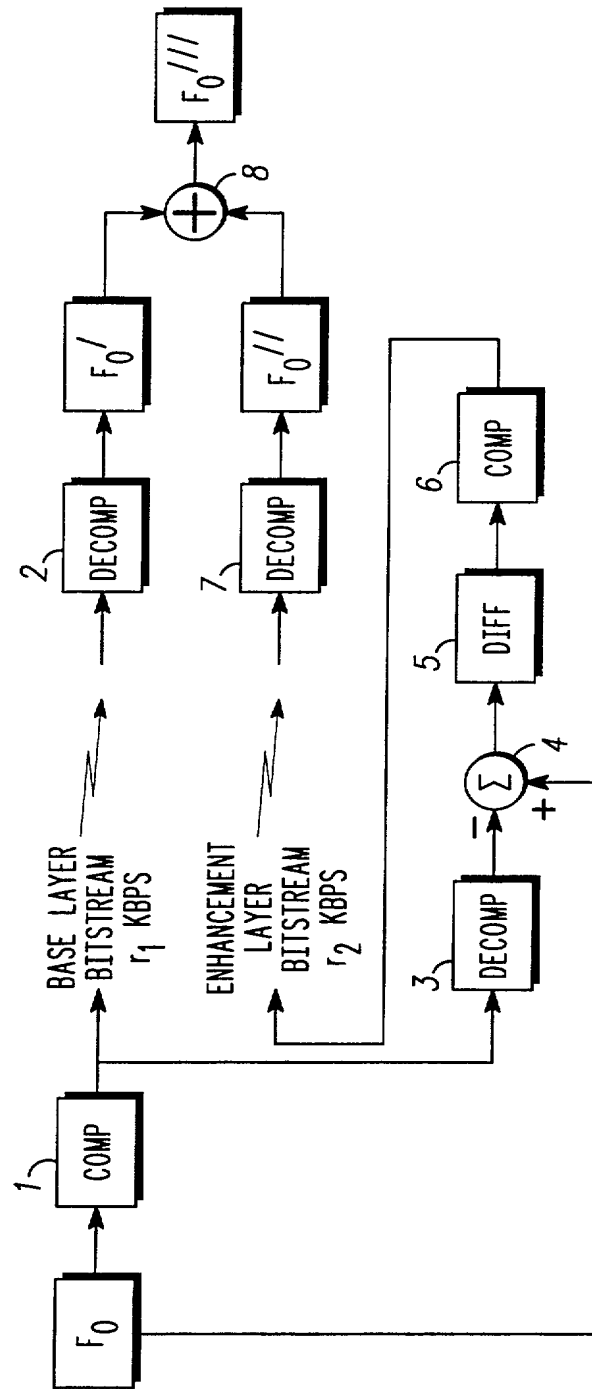 F0
1
COMP
BASE LAYER
BITSTREAM
r1 KBPS
2
DECOMP
F0/
ENHANCEMENT
LAYER
BITSTREAM
r2 KBPS
7
DECOMP
F0//
+
8
F0///
3
DECOMP
−
+
Σ
4
5
DIFF
6
COMP